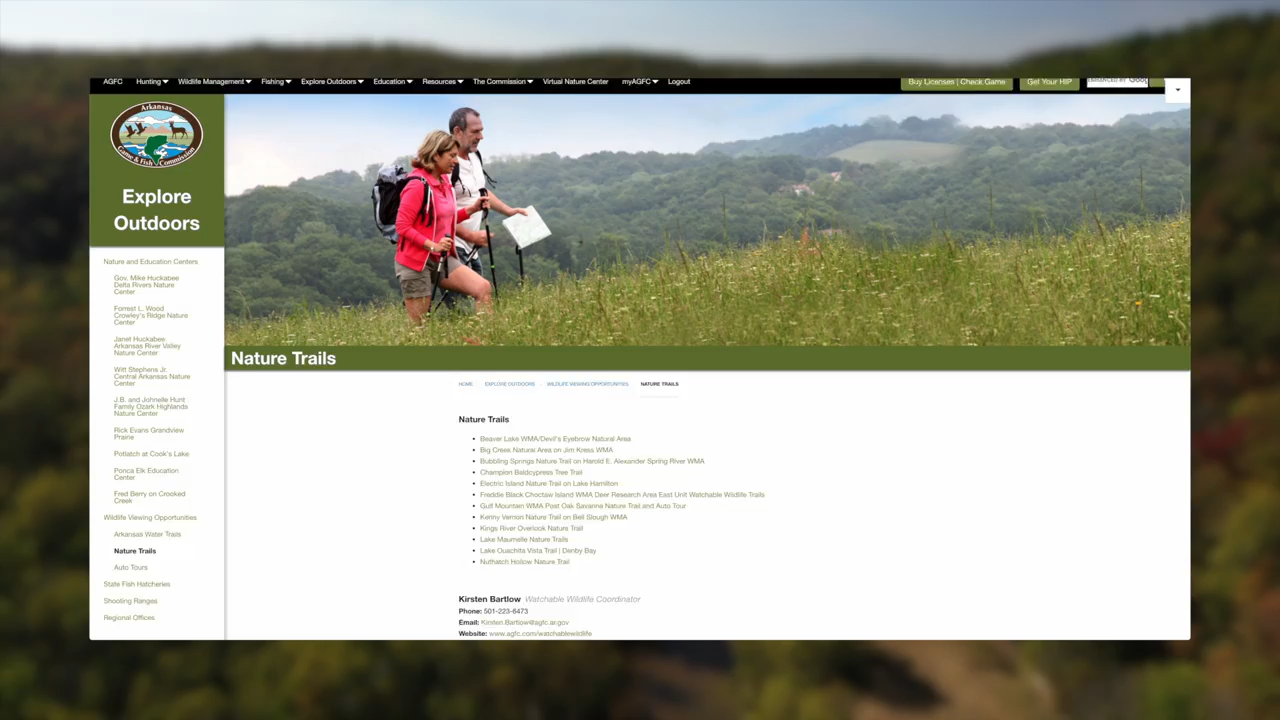 AGFC Hunting Wildlife Management Fishing Explore Outdoors Education Resources The Commission Virtual Nature Center myAGFC Logout
Buy Licenses | Check Game Get Your HIP
ENHANCED BY Goog
Arkansas
Game & Fish Commission
Explore
Outdoors
Nature and Education Centers
Gov. Mike Huckabee
Delta Rivers Nature
Center
Forrest L. Wood
Crowley's Ridge Nature
Center
Janet Huckabee
Arkansas River Valley
Nature Center
Witt Stephens Jr.
Central Arkansas Nature
Center
J.B. and Johnelle Hunt
Family Ozark Highlands
Nature Center
Rick Evans Grandview
Prairie
Potlatch at Cook's Lake
Ponca Elk Education
Center
Fred Berry on Crooked
Creek
Wildlife Viewing Opportunities
Arkansas Water Trails
Nature Trails
Auto Tours
State Fish Hatcheries
Shooting Ranges
Regional Offices
Nature Trails
HOME EXPLORE OUTDOORS WILDLIFE VIEWING OPPORTUNITIES NATURE TRAILS
Nature Trails
Beaver Lake WMA/Devil's Eyebrow Natural Area
Big Creek Natural Area on Jim Kress WMA
Bubbling Springs Nature Trail on Harold E. Alexander Spring River WMA
Champion Baldcypress Tree Trail
Electric Island Nature Trail on Lake Hamilton
Freddie Black Choctaw Island WMA Deer Research Area East Unit Watchable Wildlife Trails
Gulf Mountain WMA Post Oak Savanna Nature Trail and Auto Tour
Kenny Vernon Nature Trail on Bell Slough WMA
Kings River Overlook Nature Trail
Lake Maumelle Nature Trails
Lake Ouachita Vista Trail | Denby Bay
Nuthatch Hollow Nature Trail
Kirsten Bartlow Watchable Wildlife Coordinator
Phone: 501-223-6473
Email: Kirsten.Bartlow@agfc.ar.gov
Website: www.agfc.com/watchablewildlife